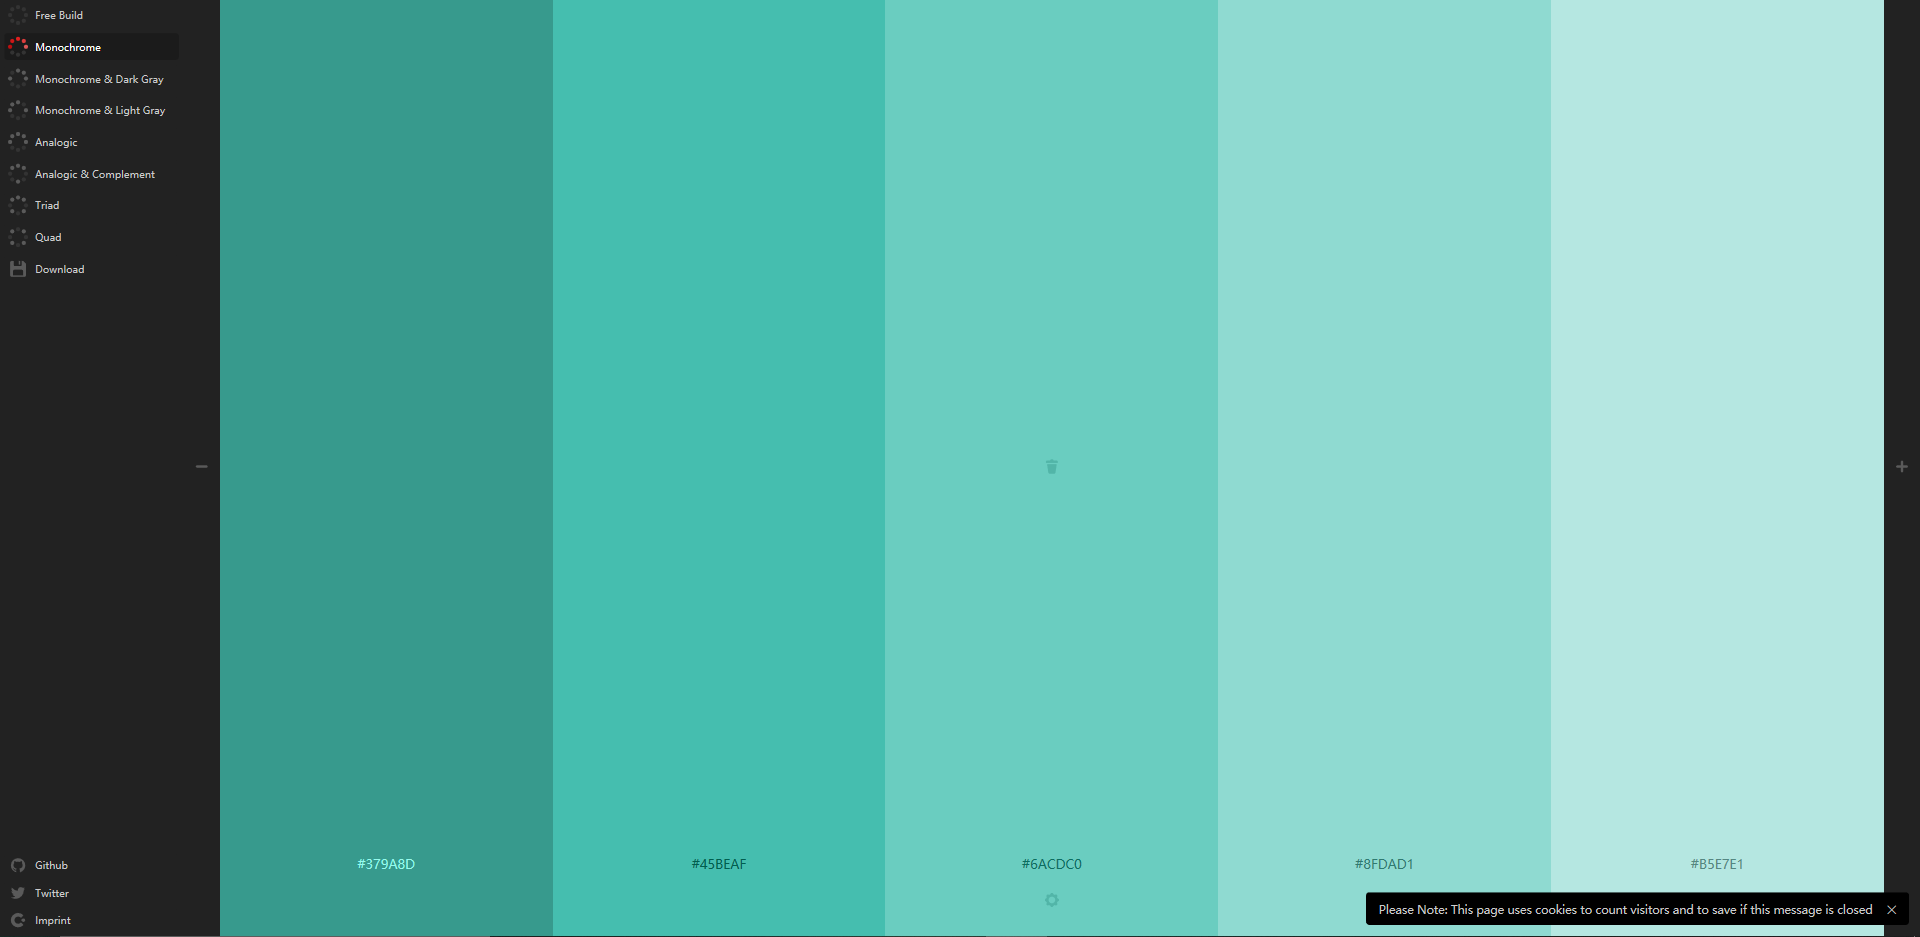 Free Build
Monochrome
Monochrome & Dark Gray
Monochrome & Light Gray
Analogic
Analogic & Complement
Triad
Quad
Download
#379A8D
#45BEAF
#6ACDC0
#8FDAD1
#B5E7E1
Github
Twitter
Imprint
Please Note: This page uses cookies to count visitors and to save if this message is closed